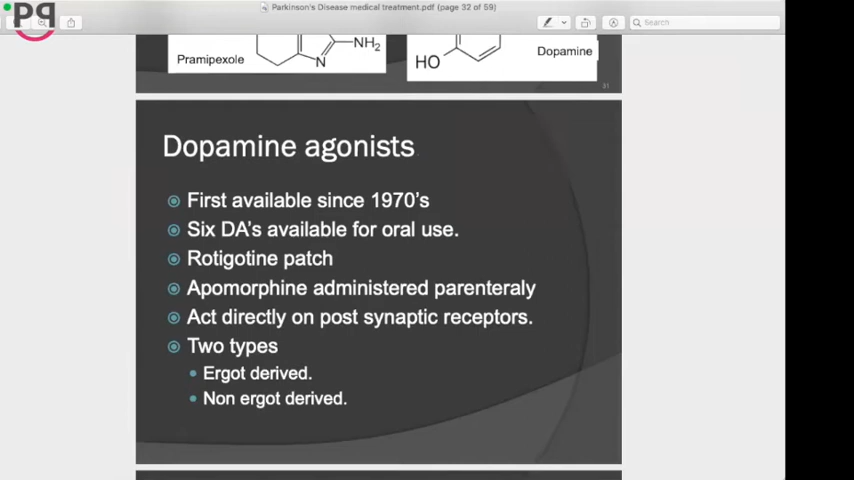 Parkinson's Disease medical treatment.pdf (page 32 of 59)
PQ
Search
Pramipexole
N
NH₂
HO
Dopamine
31
Dopamine agonists
First available since 1970's
Six DA's available for oral use.
Rotigotine patch
Apomorphine administered parenteraly
Act directly on post synaptic receptors.
Two types
Ergot derived.
Non ergot derived.